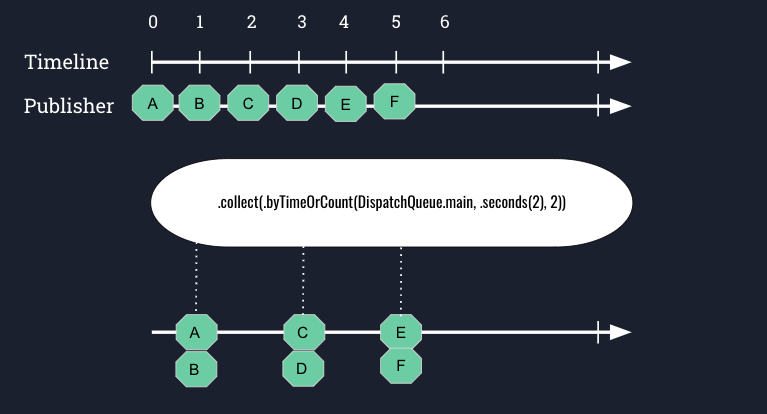 0 1 2 3 4 5 6
Timeline
Publisher A B C D E F
.collect(.byTimeOrCount(DispatchQueue.main, .seconds(2), 2))
A C E
B D F